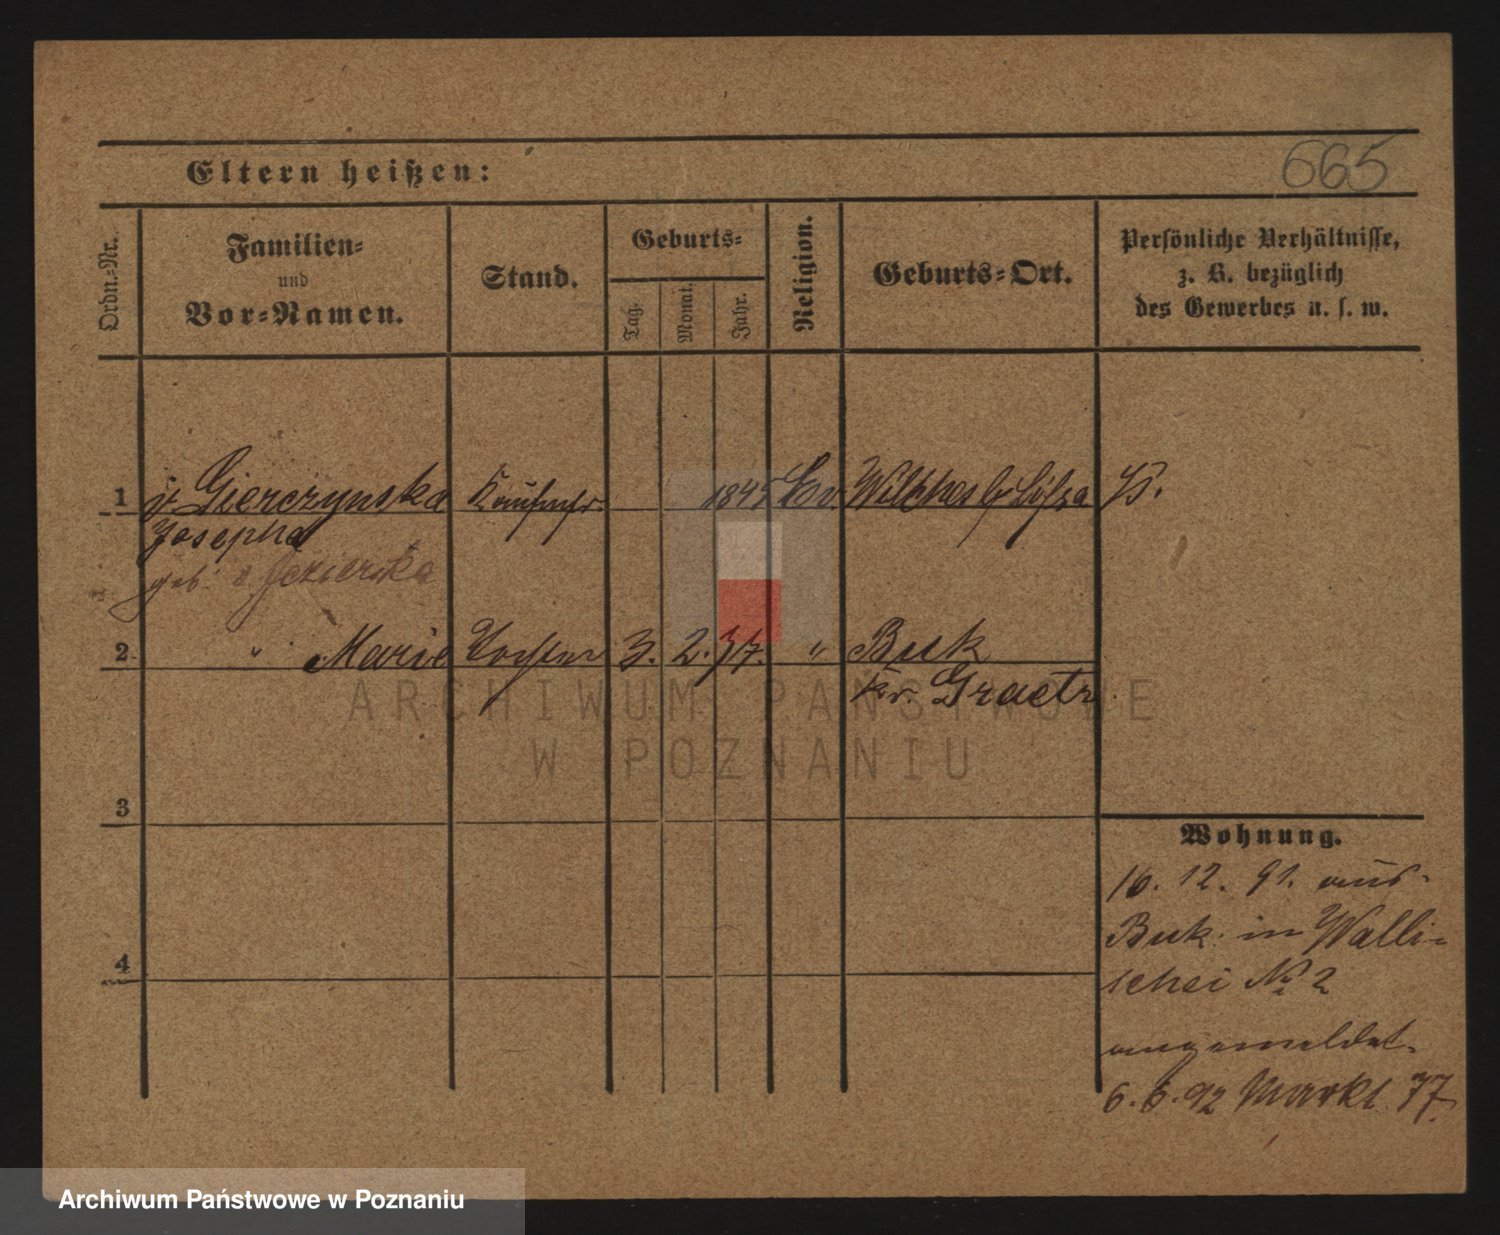 Eltern heißen:
665
Ordn.-Nr.
Familien-
und
Vor-Namen.
Stand.
Geburts-
Tag.
Monat.
Jahr.
Religion.
Geburts-Ort.
Persönliche Verhältnisse,
z. B. bezüglich
des Gewerbes u. s. w.
1 v. Gierczynska 1845 Ev.
Josepha
geb. v. Jezierska
2 " Marie Tochter 3. 2. " Buk
Kr. Graetz
3
4
Wohnung.
16. 12. 91. aus
Buk in Walli-
schei No 2
angemeldet.
6. 6. 92 Markt 77.
ARCHIWUM PAŃSTWOWE
W POZNANIU
Archiwum Państwowe w Poznaniu